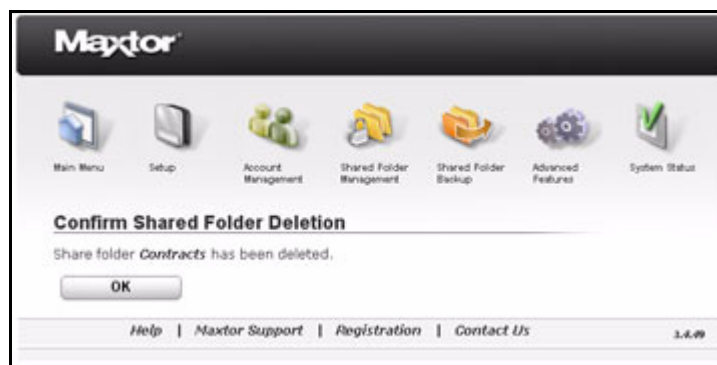 Maxtor
Main Menu
Setup
Account Management
Shared Folder Management
Shared Folder Backup
Advanced Features
System Status
Confirm Shared Folder Deletion
Share folder Contracts has been deleted.
OK
Help | Maxtor Support | Registration | Contact Us